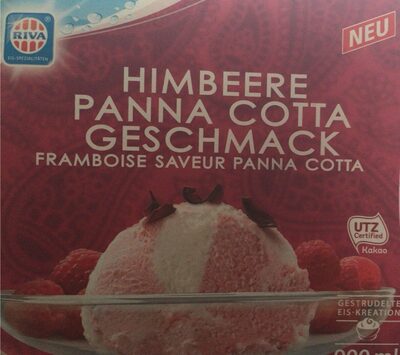 RIVA
EIS-SPEZIALITÄTEN
NEU
HIMBEERE
PANNA COTTA
GESCHMACK
FRAMBOISE SAVEUR PANNA COTTA
UTZ
Certified
Kakao
GESTRUDELTE
EIS-KREATION